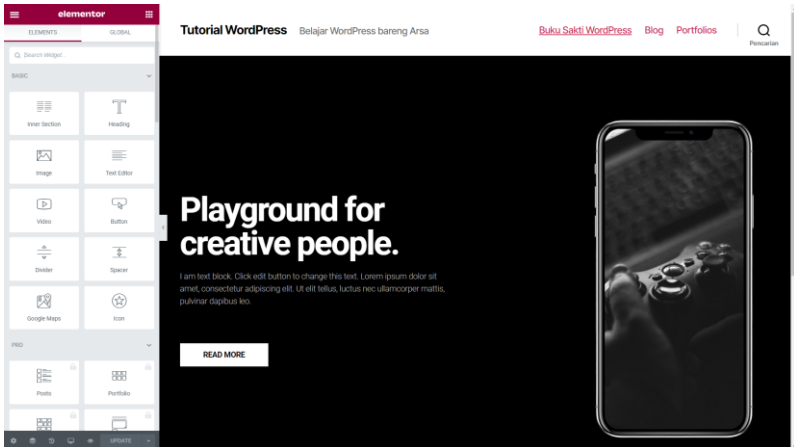 elementor
ELEMENTS
GLOBAL
Search Widget...
BASIC
Inner Section
Heading
Image
Text Editor
Video
Button
Divider
Spacer
Google Maps
Icon
PRO
Posts
Portfolio
UPDATE
Tutorial WordPress
Belajar WordPress bareng Arsa
Buku Sakti WordPress
Blog
Portfolios
Pencarian
Playground for
creative people.
I am text block. Click edit button to change this text. Lorem ipsum dolor sit
amet, consectetur adipiscing elit. Ut elit tellus, luctus nec ullamcorper mattis,
pulvinar dapibus leo.
READ MORE